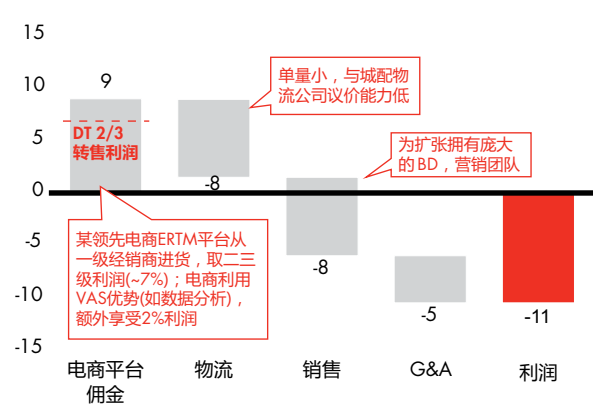 15
10
5
0
-5
-10
-15
9
DT 2/3
转售利润
-8
单量小，与城配物
流公司议价能力低
为扩张拥有庞大
的BD，营销团队
某领先电商ERTM平台从
一级经销商进货，取二三
级利润(~7%)；电商利用
VAS优势(如数据分析)，
额外享受2%利润
-8
-5
-11
电商平台
佣金
物流
销售
G&A
利润